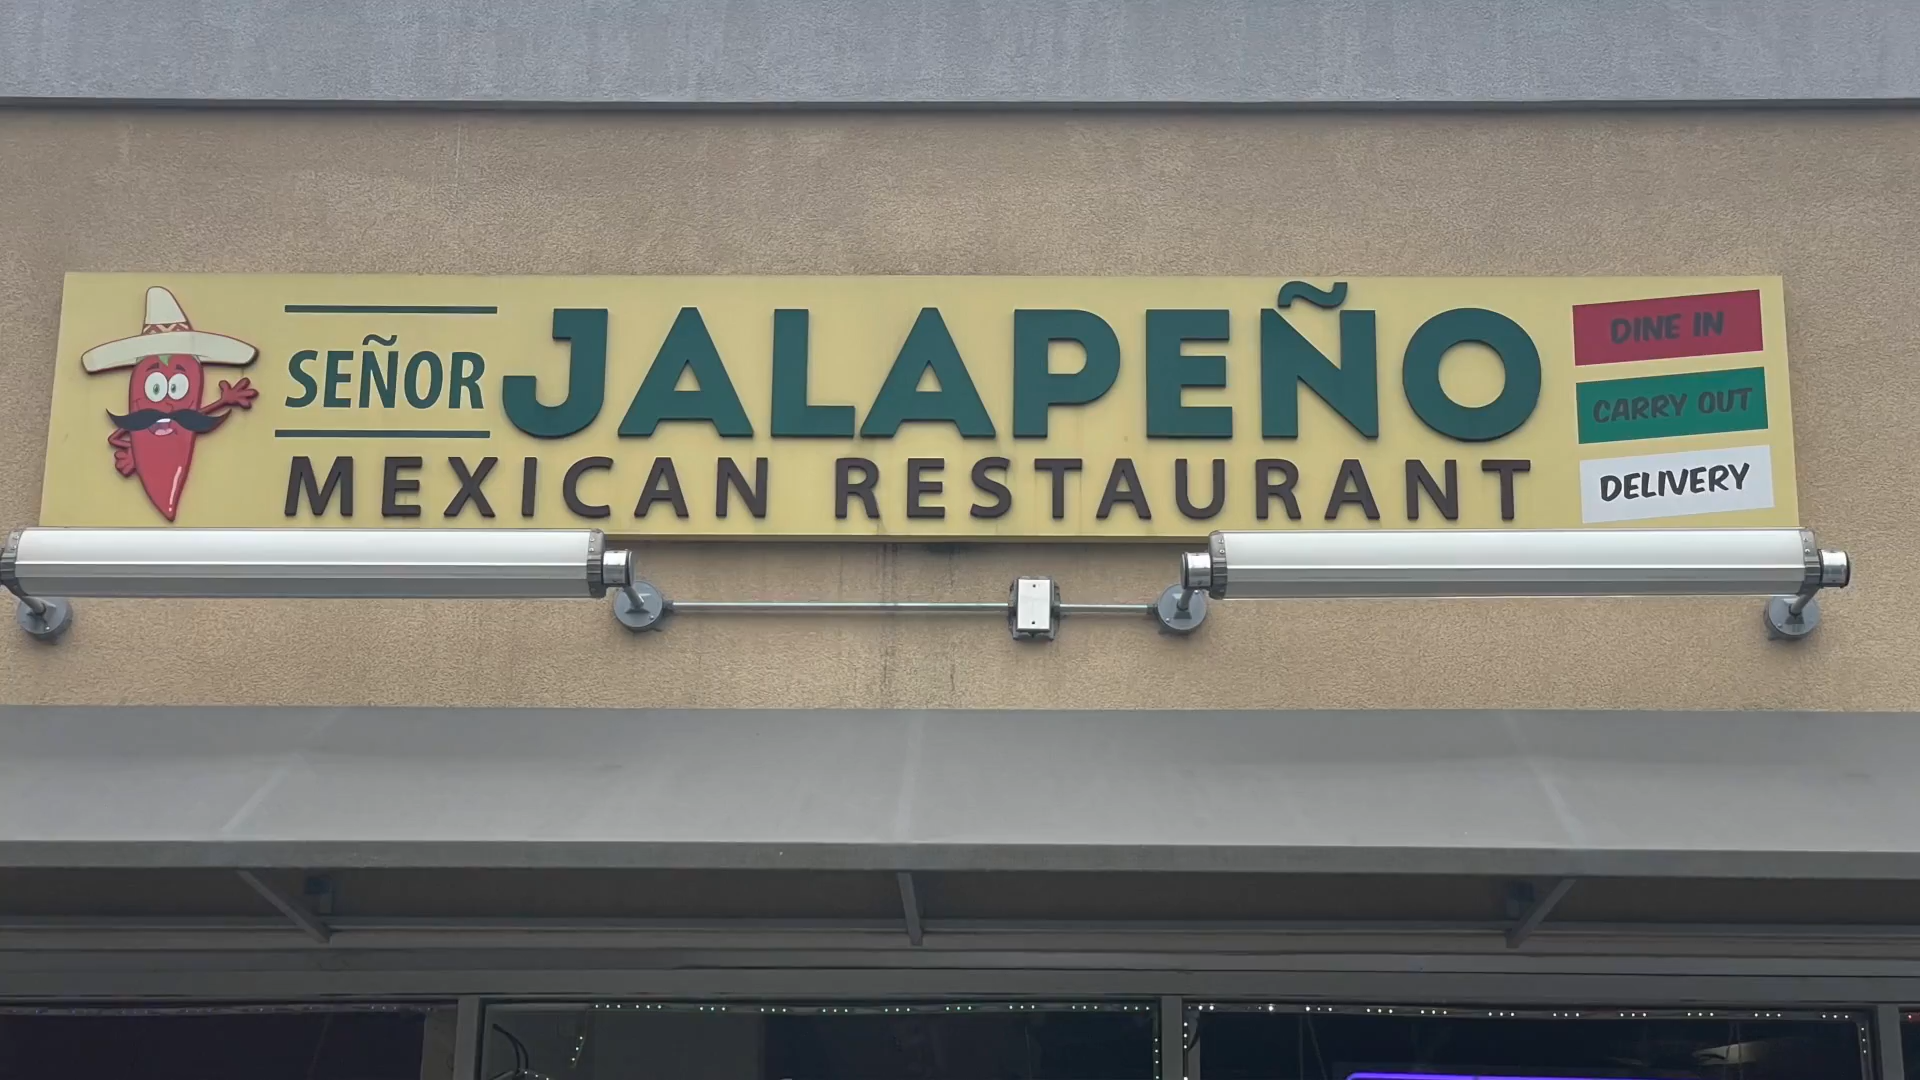 SEÑOR JALAPEÑO
MEXICAN RESTAURANT
DINE IN
CARRY OUT
DELIVERY